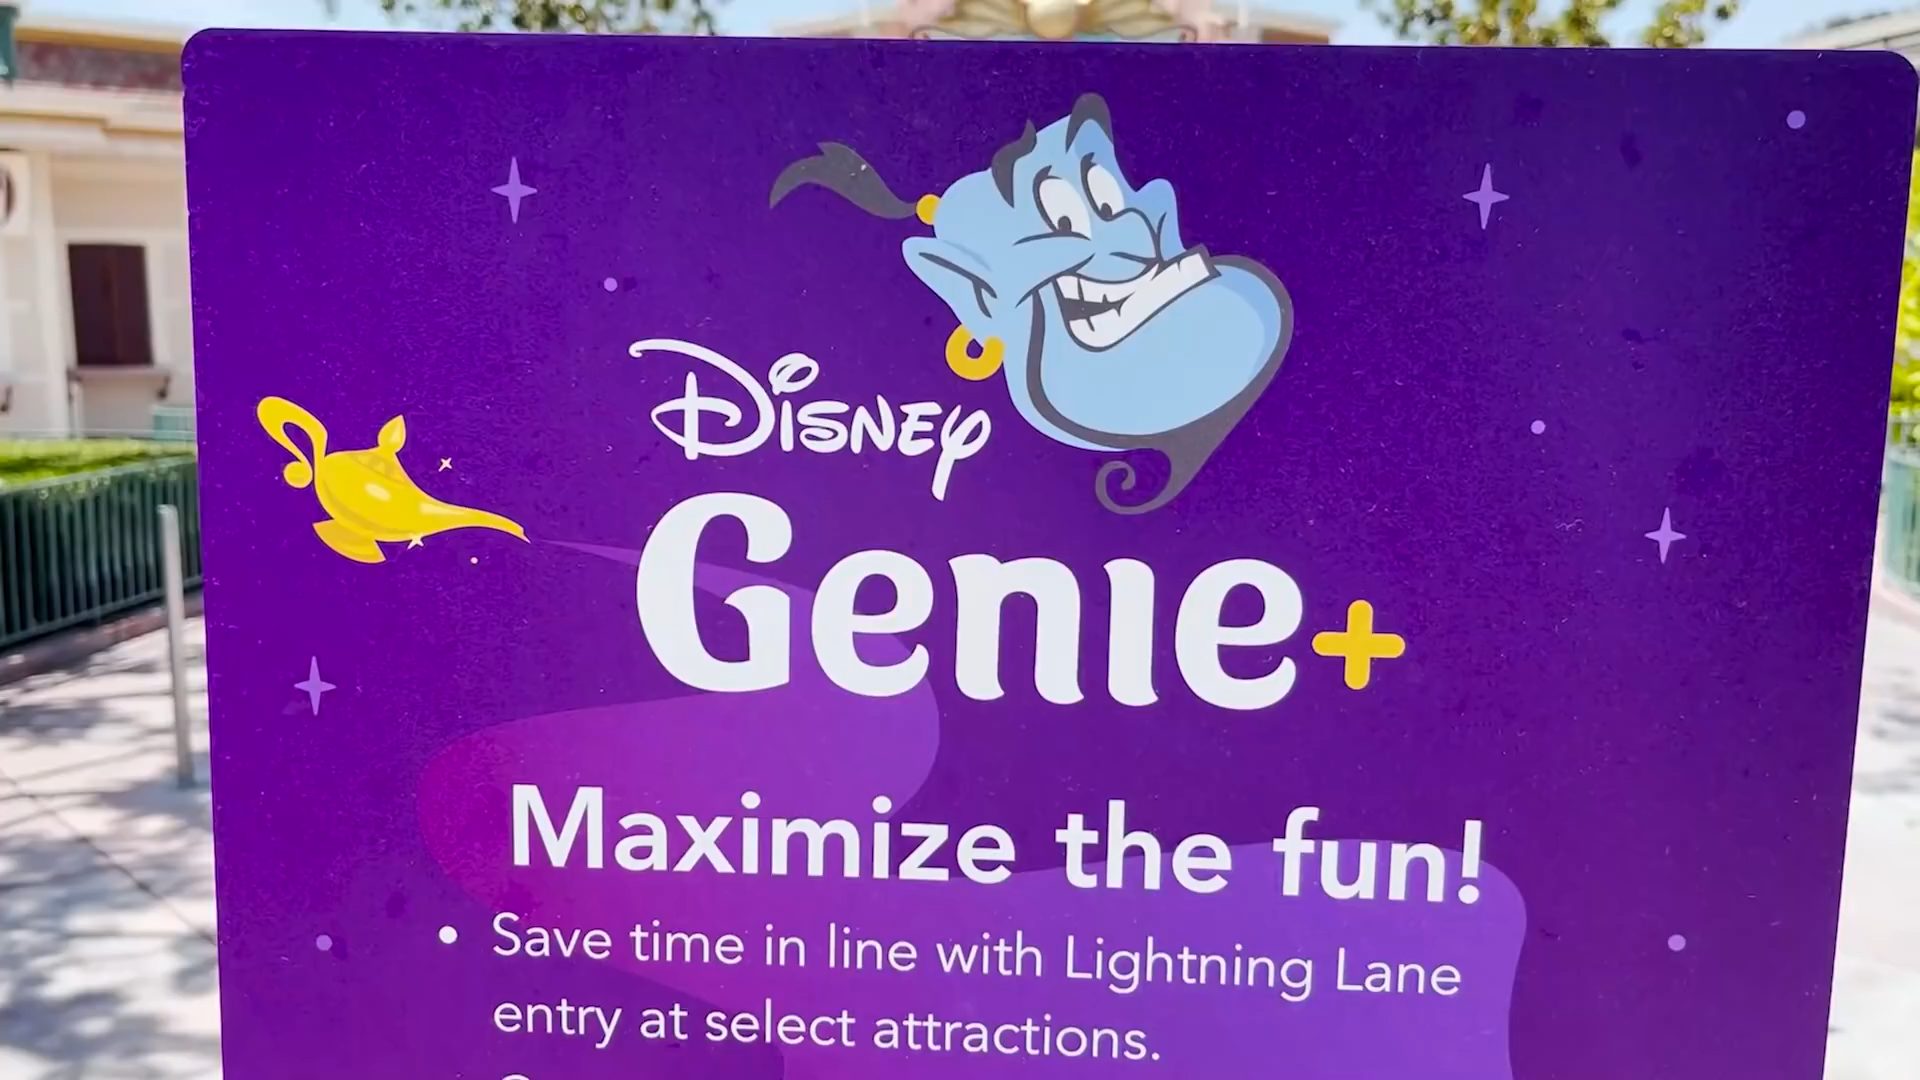 Disney
Genie+
Maximize the fun!
• Save time in line with Lightning Lane
entry at select attractions.